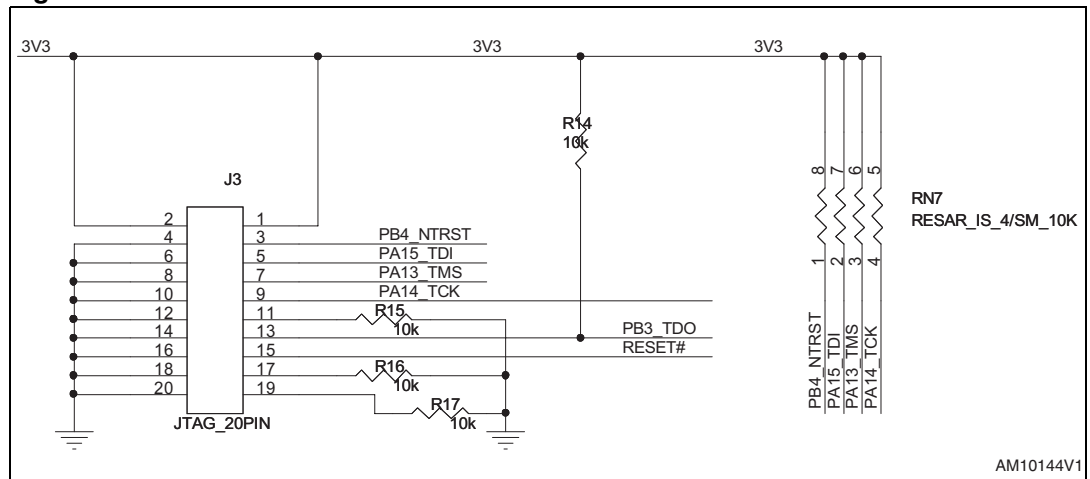 3V3 3V3 3V3
R14
10k
J3
8 7 6 5
RN7
RESAR_IS_4/SM_10K
2 1
4 3 PB4_NTRST
6 5 PA15_TDI
8 7 PA13_TMS
10 9 PA14_TCK
12 11 R15
10k
14 13 PB3_TDO
16 15 RESET#
18 17 R16
10k
20 19 R17
10k
JTAG_20PIN
1 2 3 4
PB4_NTRST
PA15_TDI
PA13_TMS
PA14_TCK
AM10144V1